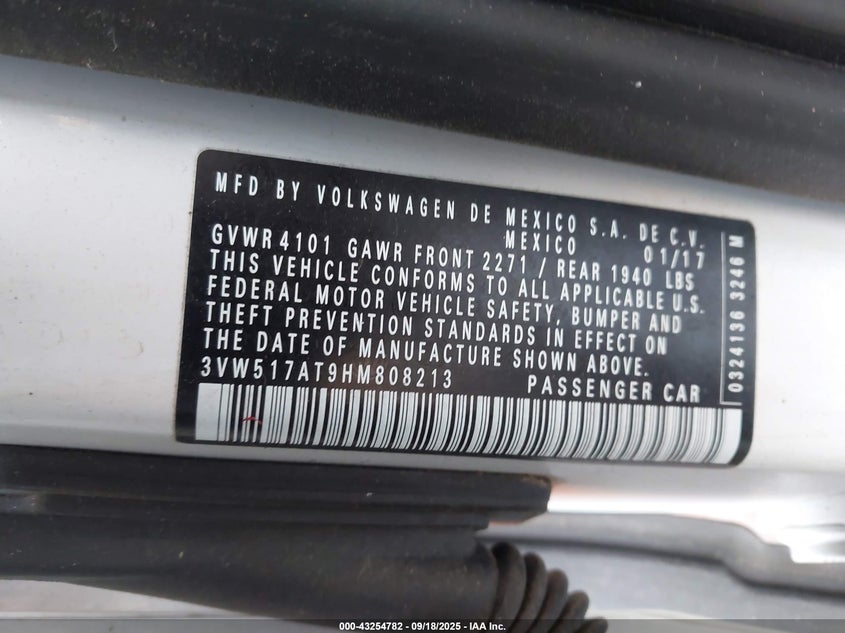 MFD BY VOLKSWAGEN DE MEXICO S.A. DE C.V.
MEXICO 01/17
GVWR 4101 GAWR FRONT 2271 / REAR 1940 LBS
THIS VEHICLE CONFORMS TO ALL APPLICABLE U.S.
FEDERAL MOTOR VEHICLE SAFETY, BUMPER AND
THEFT PREVENTION STANDARDS IN EFFECT ON
THE DATE OF MANUFACTURE SHOWN ABOVE.
3VW517AT9HM808213 PASSENGER CAR
0324136 3246 M
000-43254782 - 09/18/2025 - IAA Inc.